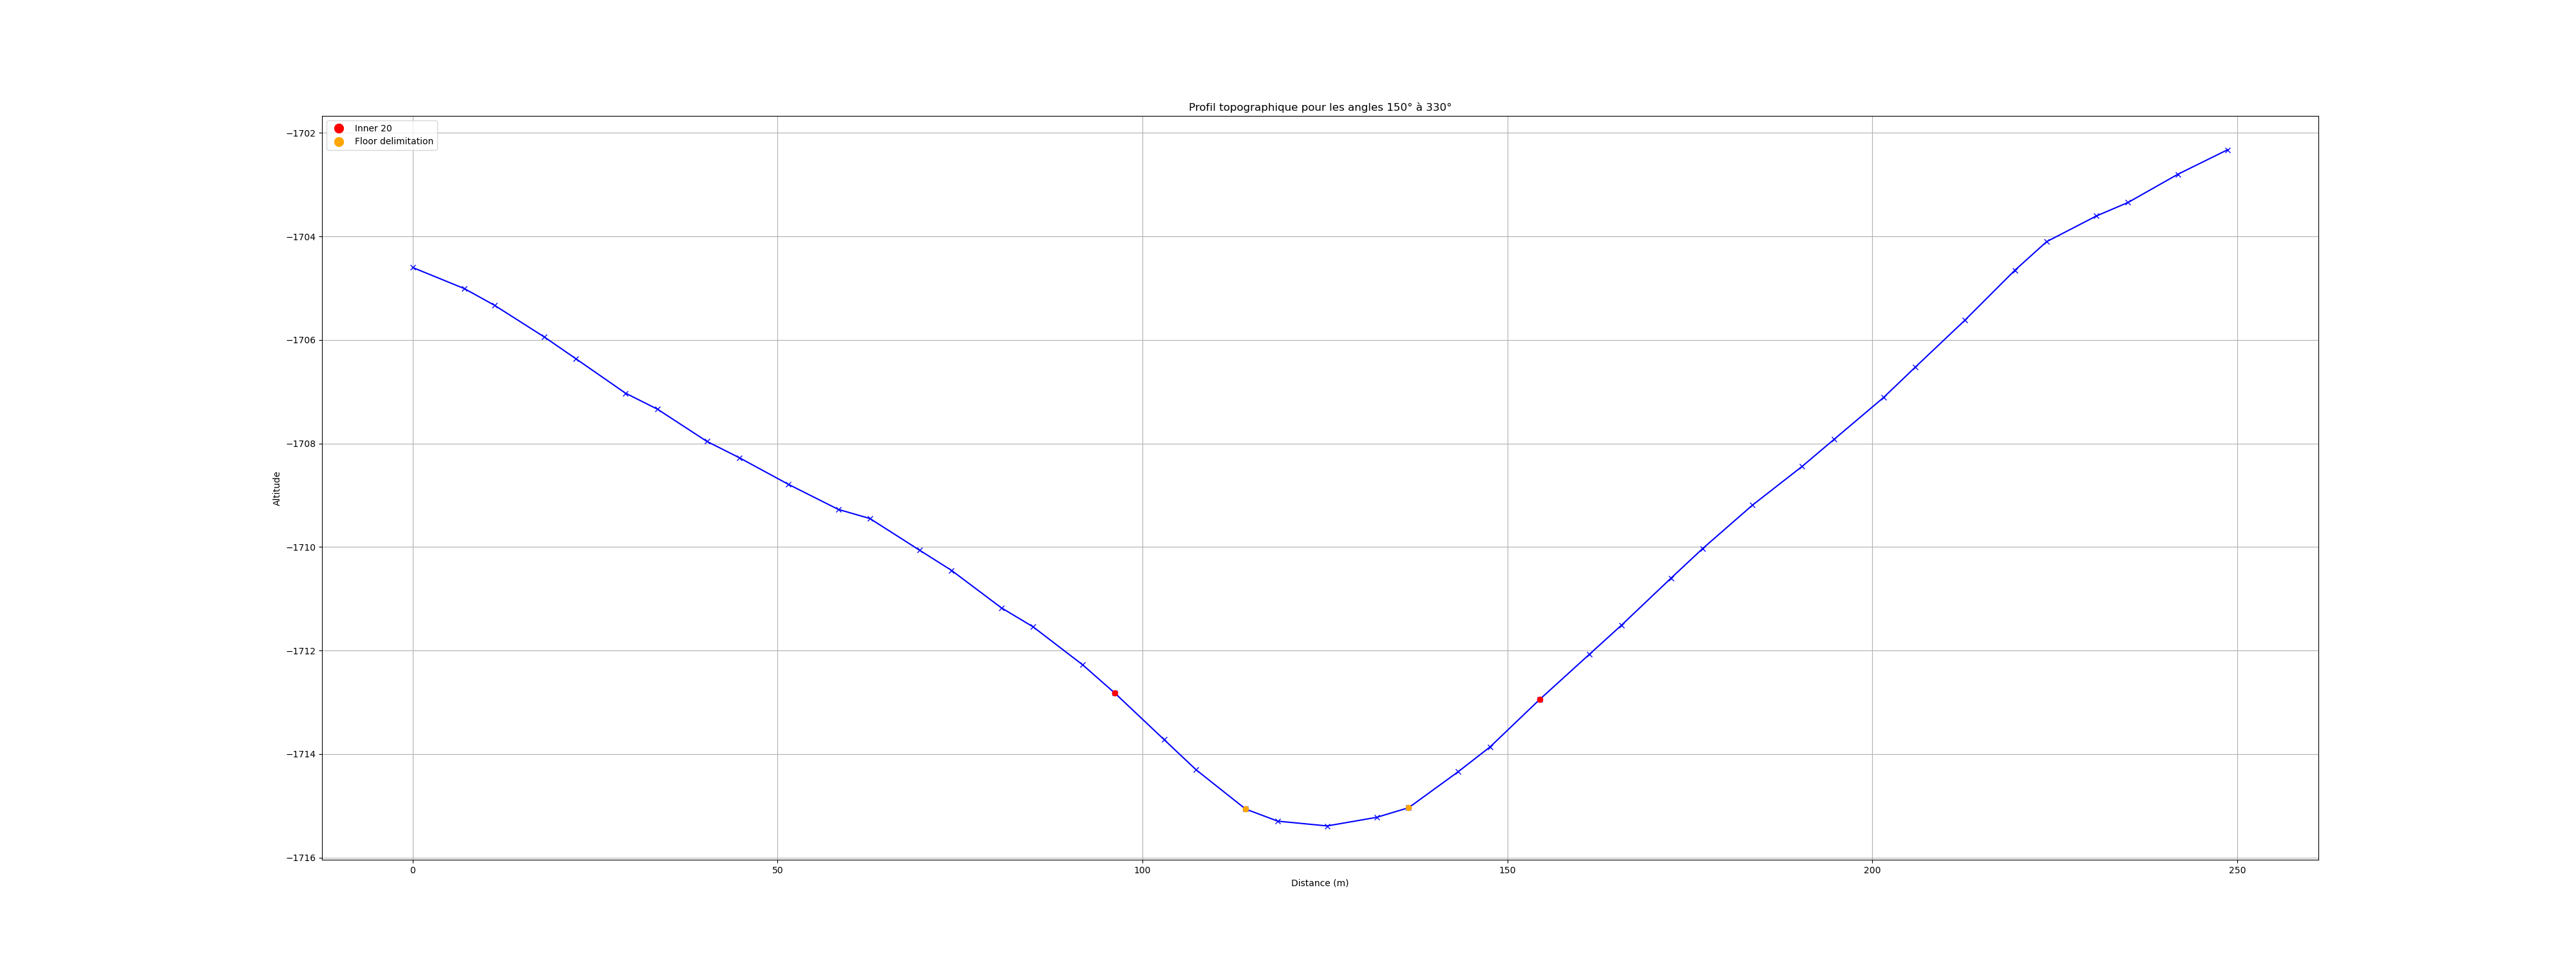 Profil topographique pour les angles 150° à 330°
Inner 20
Floor delimitation
−1702
−1704
−1706
−1708
−1710
−1712
−1714
−1716
Altitude
0 50 100 150 200 250
Distance (m)